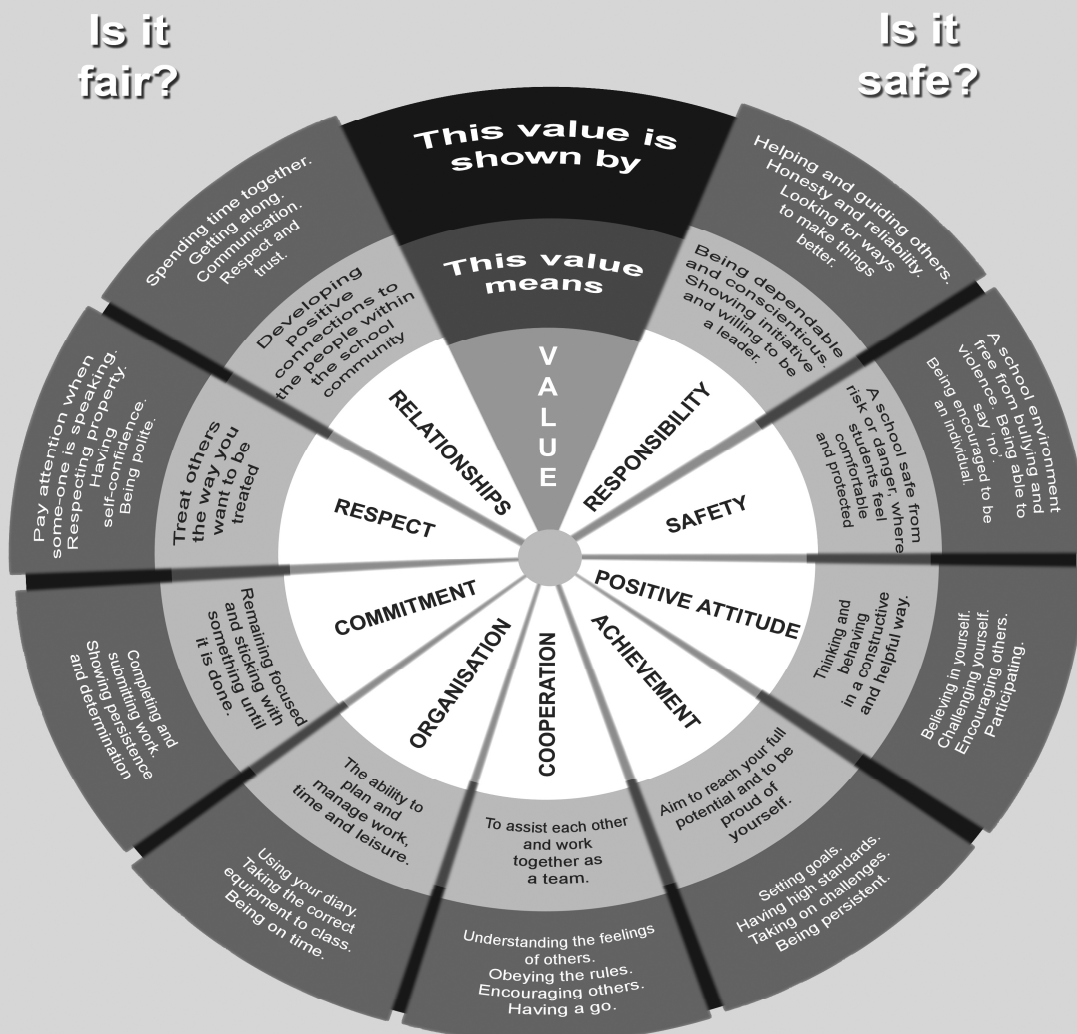 Is it
fair?
Is it
safe?
This value is
shown by
This value
means
V
A
L
U
E
Helping and guiding others.
Honesty and reliability.
Looking for ways
to make things
better.
Being dependable
and conscientious.
Showing initiative
and willing to be
a leader.
RESPONSIBILITY
A school environment
free from bullying and
violence. Being able to
say 'no'.
Being encouraged to be
an individual.
A school safe from
risk or danger, where
students feel
comfortable
and protected
SAFETY
Believing in yourself.
Challenging yourself.
Encouraging others.
Participating.
Thinking and
behaving
in a constructive
and helpful way.
POSITIVE ATTITUDE
Setting goals.
Having high standards.
Taking on challenges.
Being persistent.
Aim to reach your full
potential and to be
proud of
yourself.
ACHIEVEMENT
Understanding the feelings
of others.
Obeying the rules.
Encouraging others.
Having a go.
To assist each other
and work
together as
a team.
COOPERATION
Using your diary.
Taking the correct
equipment to class.
Being on time.
The ability to
plan and
manage work,
time and leisure.
ORGANISATION
Completing and
submitting work.
Showing persistence
and determination
Remaining focused
and sticking with
something until
it is done.
COMMITMENT
Pay attention when
some-one is speaking.
Respecting property.
Having
self-confidence.
Being polite.
Treat others
the way you
want to be
treated
RESPECT
Spending time together.
Getting along.
Communication.
Respect and
trust.
Developing
positive
connections to
the people within
the school
community
RELATIONSHIPS